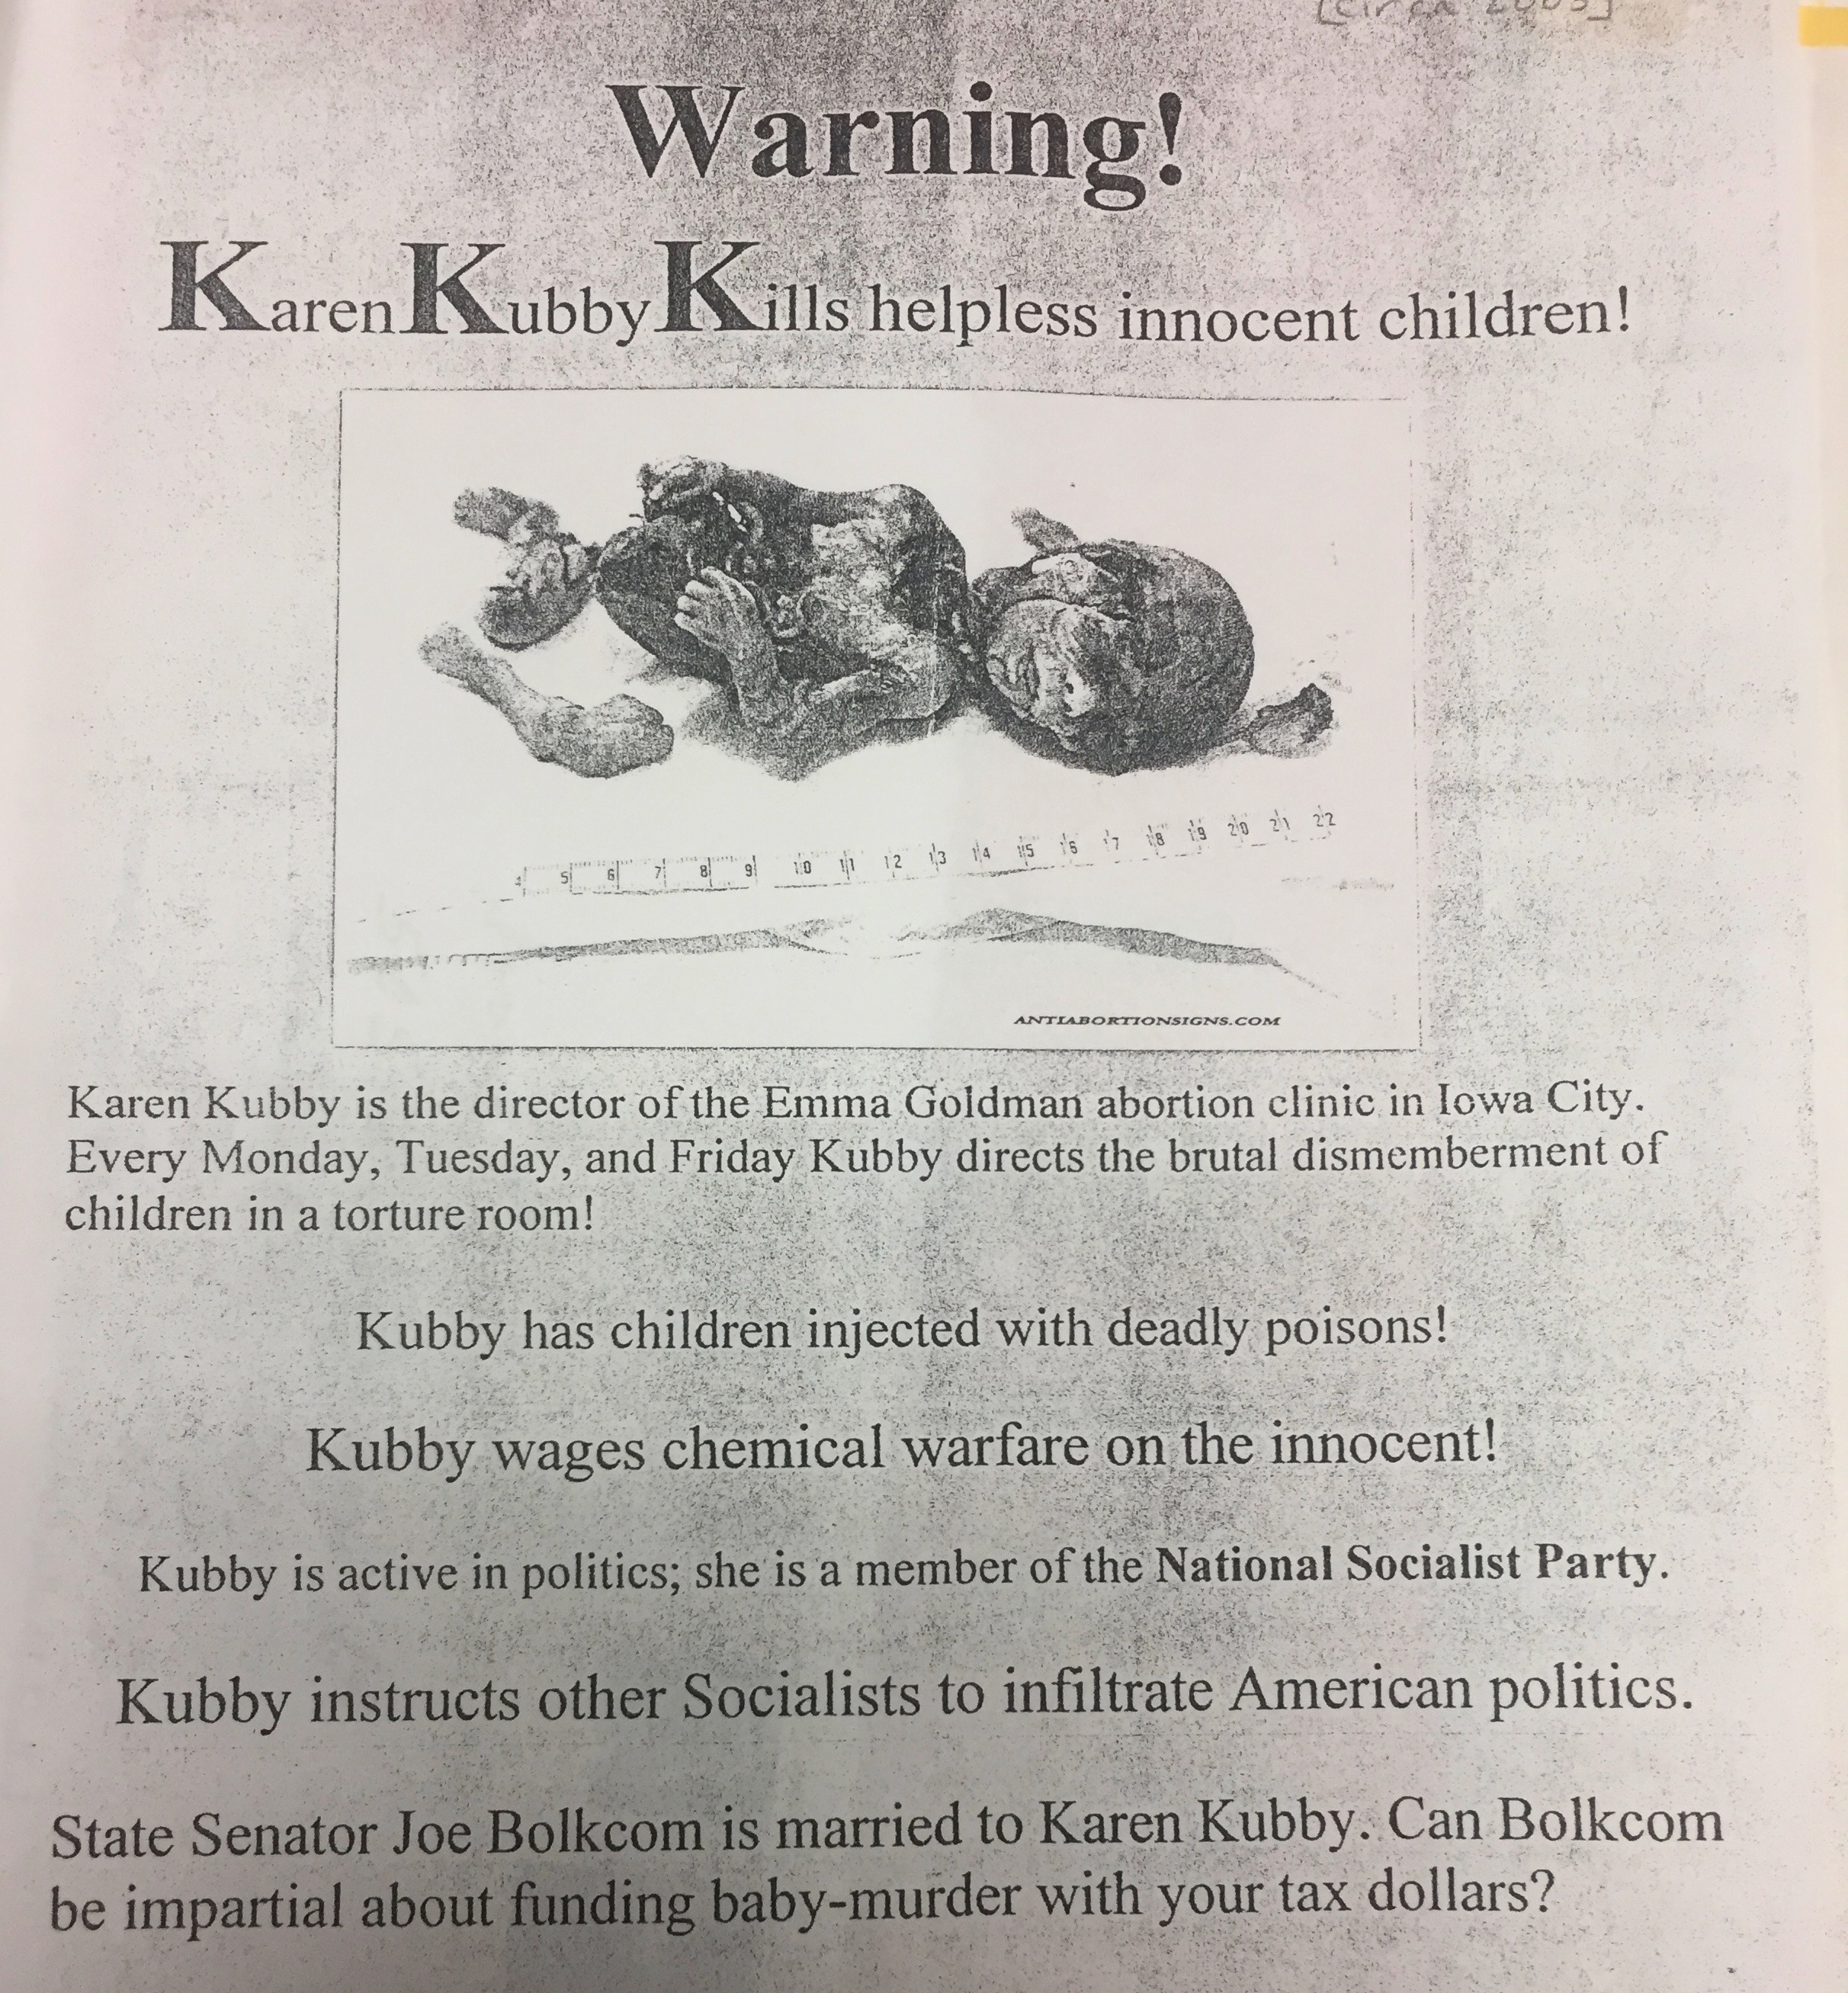 [circa 2003]
Warning!
Karen Kubby Kills helpless innocent children!
4 5 6 7 8 9 10 11 12 13 14 15 16 17 18 19 20 21 22
ANTIABORTIONSIGNS.COM
Karen Kubby is the director of the Emma Goldman abortion clinic in Iowa City.
Every Monday, Tuesday, and Friday Kubby directs the brutal dismemberment of
children in a torture room!
Kubby has children injected with deadly poisons!
Kubby wages chemical warfare on the innocent!
Kubby is active in politics; she is a member of the National Socialist Party.
Kubby instructs other Socialists to infiltrate American politics.
State Senator Joe Bolkcom is married to Karen Kubby. Can Bolkcom
be impartial about funding baby-murder with your tax dollars?